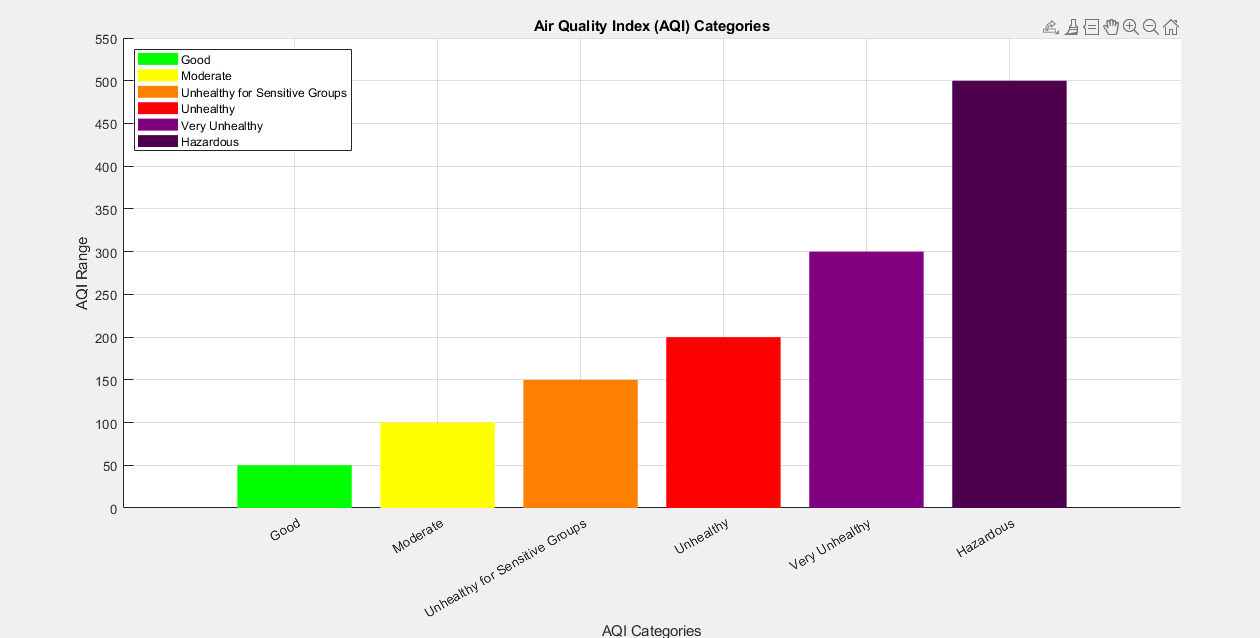 Air Quality Index (AQI) Categories
550
500
450
400
350
300
250
200
150
100
50
0
AQI Range
Good
Moderate
Unhealthy for Sensitive Groups
Unhealthy
Very Unhealthy
Hazardous
Good
Moderate
Unhealthy for Sensitive Groups
Unhealthy
Very Unhealthy
Hazardous
AQI Categories